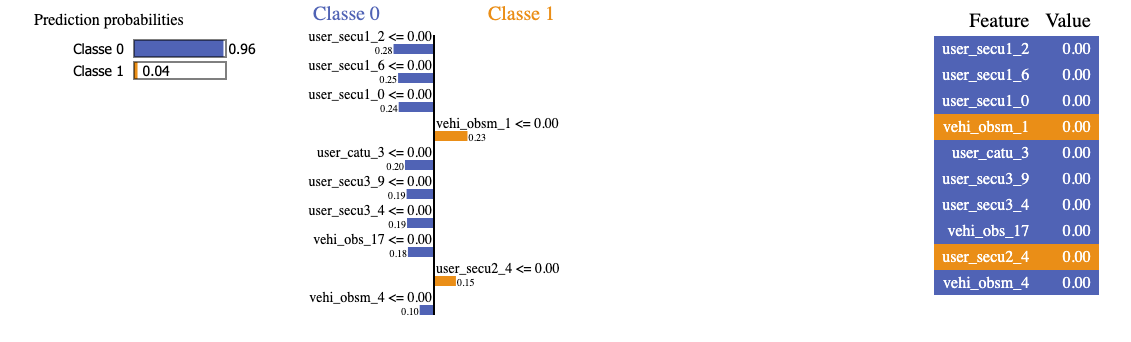 Prediction probabilities
Classe 0 0.96
Classe 1 0.04
Classe 0 Classe 1
user_secu1_2 <= 0.00
0.28
user_secu1_6 <= 0.00
0.25
user_secu1_0 <= 0.00
0.24
vehi_obsm_1 <= 0.00
0.23
user_catu_3 <= 0.00
0.20
user_secu3_9 <= 0.00
0.19
user_secu3_4 <= 0.00
0.19
vehi_obs_17 <= 0.00
0.18
user_secu2_4 <= 0.00
0.15
vehi_obsm_4 <= 0.00
0.10
Feature Value
user_secu1_2 0.00
user_secu1_6 0.00
user_secu1_0 0.00
vehi_obsm_1 0.00
user_catu_3 0.00
user_secu3_9 0.00
user_secu3_4 0.00
vehi_obs_17 0.00
user_secu2_4 0.00
vehi_obsm_4 0.00